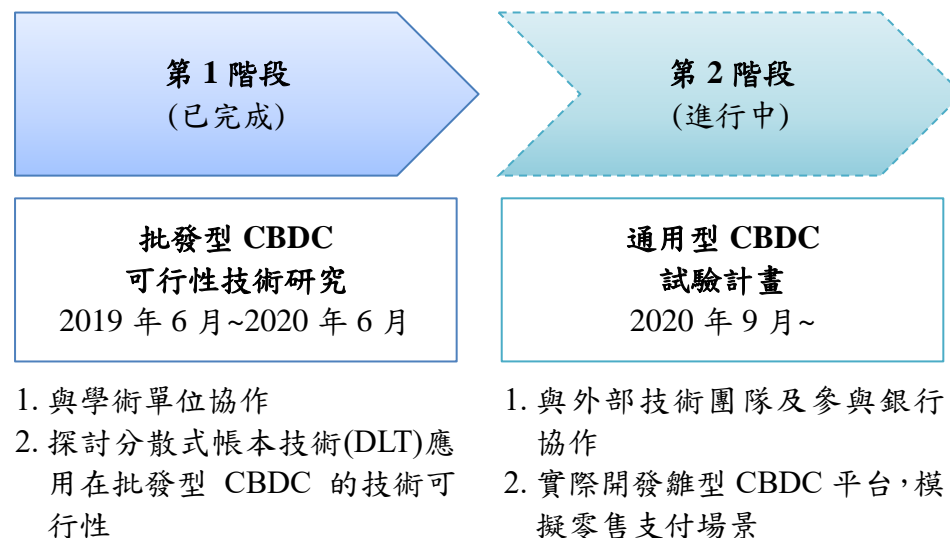 第 1 階段
(已完成)
第 2 階段
(進行中)
批發型 CBDC
可行性技術研究
2019 年 6 月~2020 年 6 月
通用型 CBDC
試驗計畫
2020 年 9 月~
1. 與學術單位協作
2. 探討分散式帳本技術(DLT)應
用在批發型 CBDC 的技術可
行性
1. 與外部技術團隊及參與銀行
協作
2. 實際開發雛型 CBDC 平台，模
擬零售支付場景